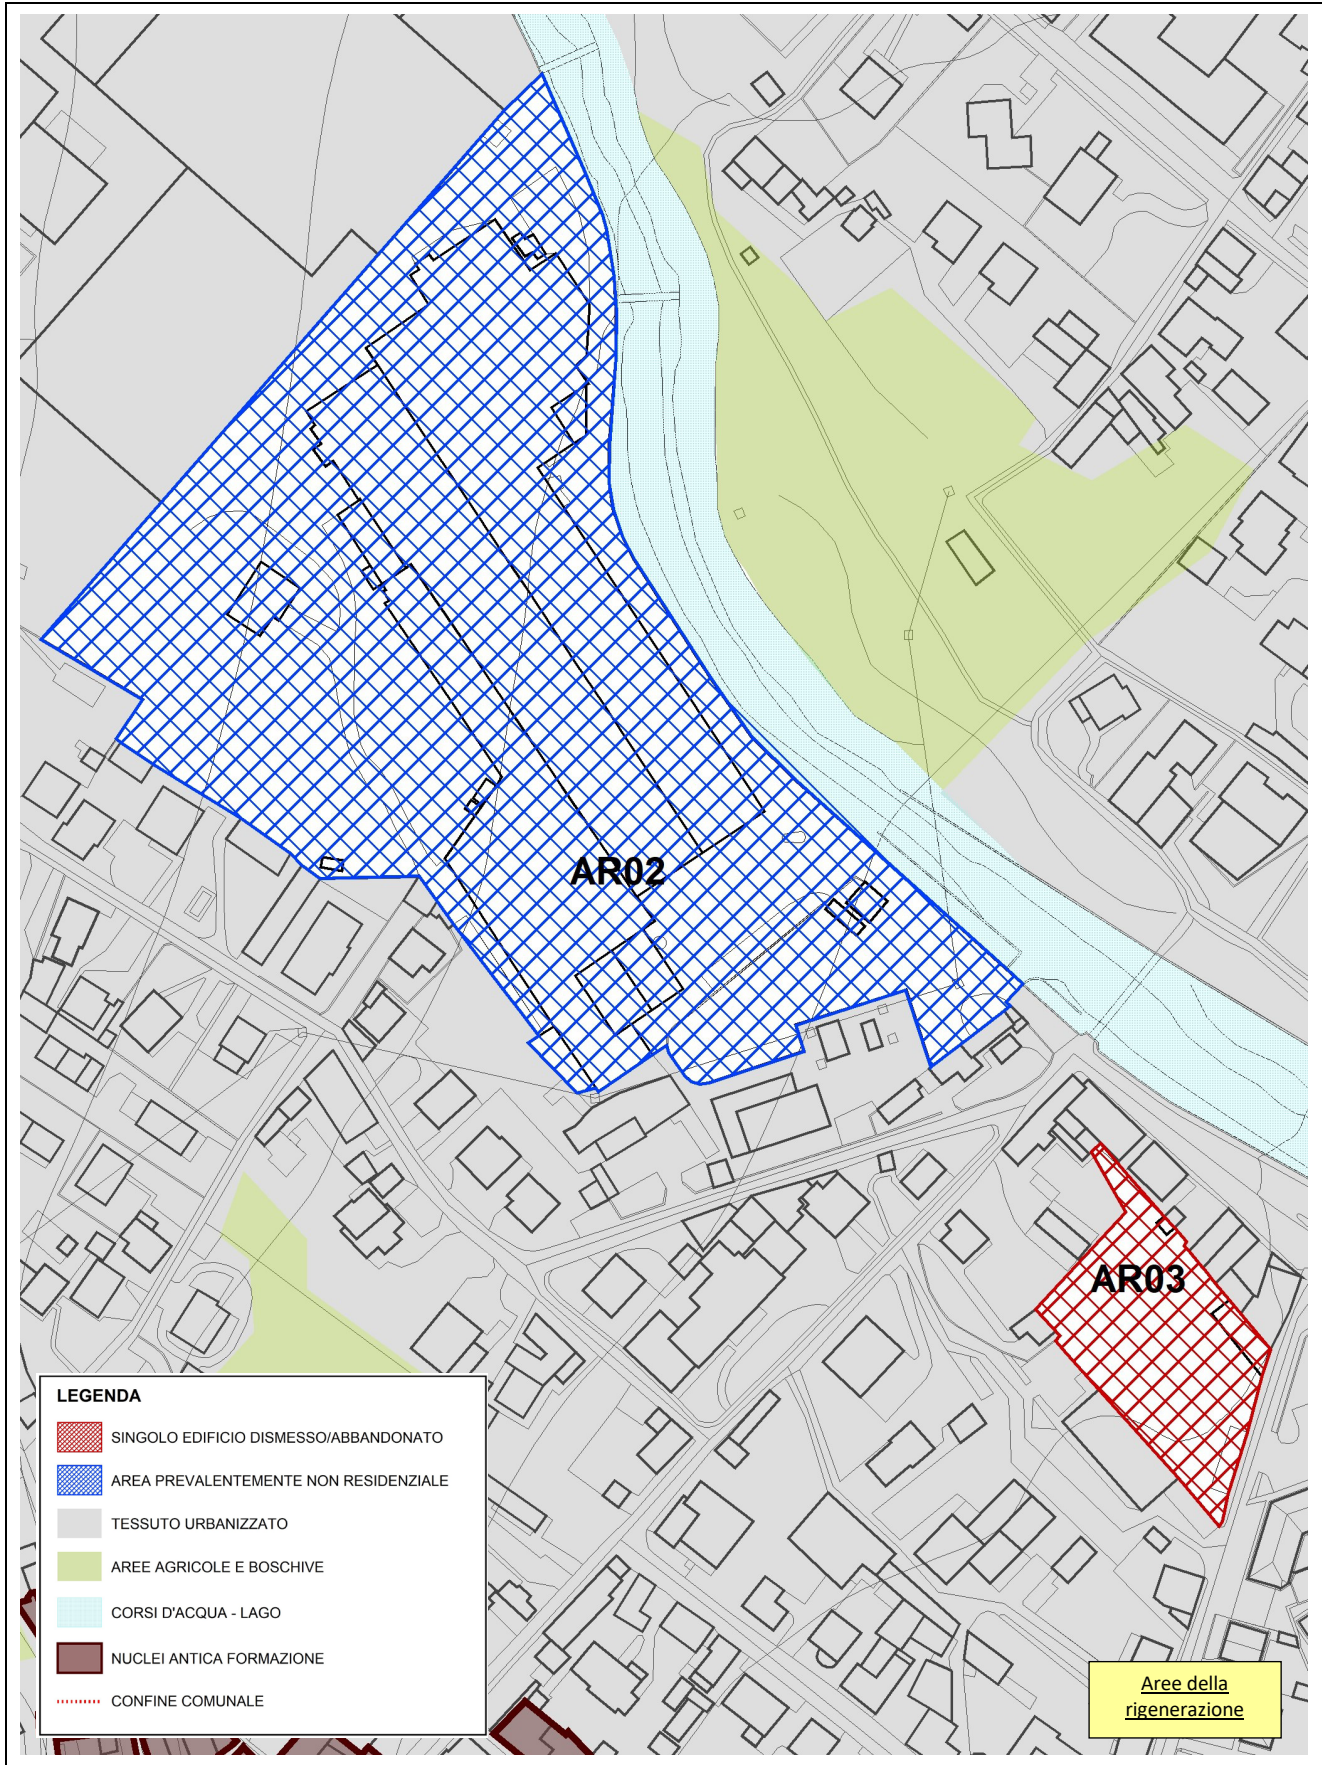 AR02
AR03
LEGENDA
SINGOLO EDIFICIO DISMESSO/ABBANDONATO
AREA PREVALENTEMENTE NON RESIDENZIALE
TESSUTO URBANIZZATO
AREE AGRICOLE E BOSCHIVE
CORSI D'ACQUA - LAGO
NUCLEI ANTICA FORMAZIONE
CONFINE COMUNALE
Aree della
rigenerazione